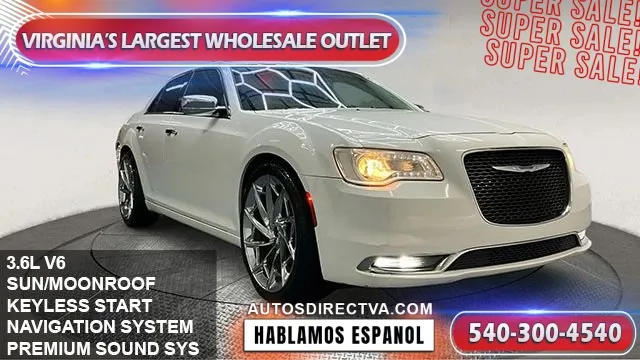 VIRGINIA'S LARGEST WHOLESALE OUTLET
SUPER SALE!
SUPER SALE!
SUPER SALE!
3.6L V6
SUN/MOONROOF
KEYLESS START
NAVIGATION SYSTEM
PREMIUM SOUND SYS
AUTOSDIRECTVA.COM
HABLAMOS ESPANOL
540-300-4540